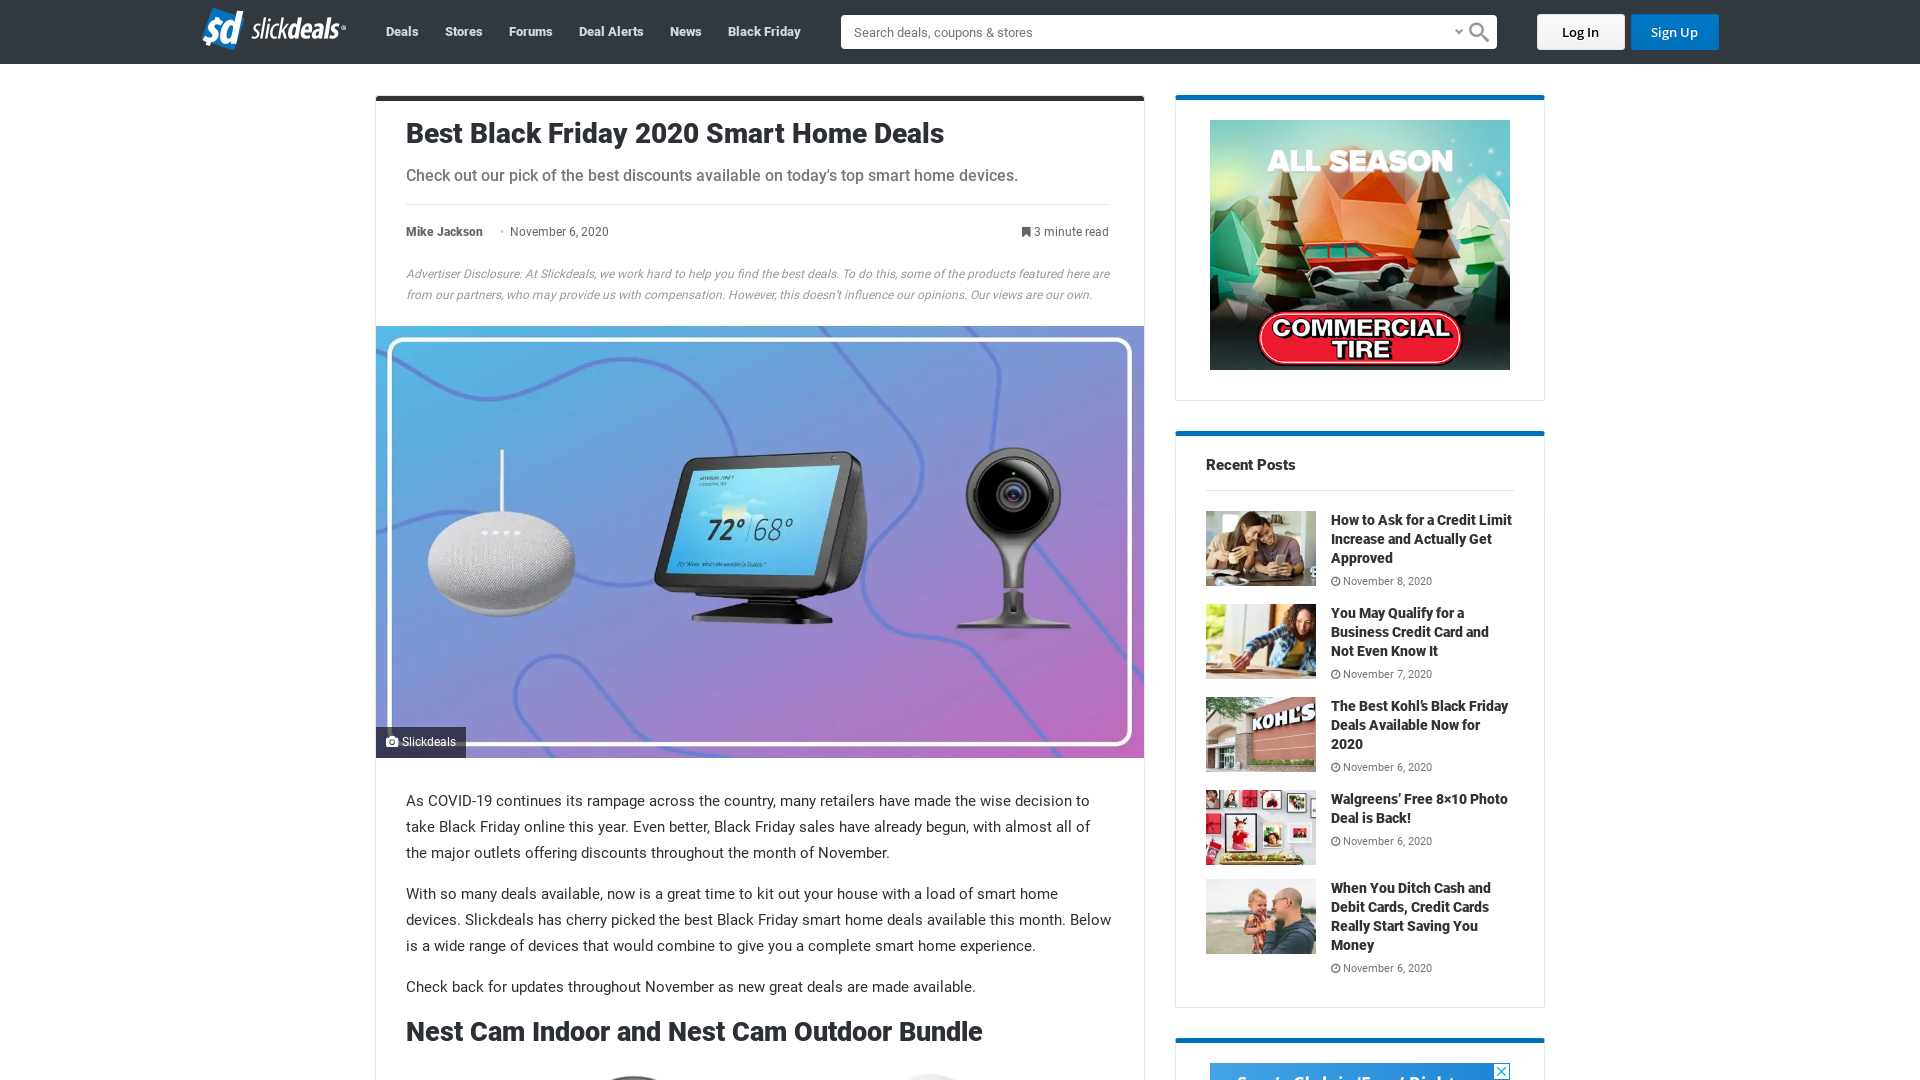 sd slickdeals
Deals
Stores
Forums
Deal Alerts
News
Black Friday
Search deals, coupons & stores
Log In
Sign Up
Best Black Friday 2020 Smart Home Deals
Check out our pick of the best discounts available on today's top smart home devices.
Mike Jackson • November 6, 2020
3 minute read
Advertiser Disclosure: At Slickdeals, we work hard to help you find the best deals. To do this, some of the products featured here are
from our partners, who may provide us with compensation. However, this doesn’t influence our opinions. Our views are our own.
72° 68°
Slickdeals
As COVID-19 continues its rampage across the country, many retailers have made the wise decision to
take Black Friday online this year. Even better, Black Friday sales have already begun, with almost all of
the major outlets offering discounts throughout the month of November.
With so many deals available, now is a great time to kit out your house with a load of smart home
devices. Slickdeals has cherry picked the best Black Friday smart home deals available this month. Below
is a wide range of devices that would combine to give you a complete smart home experience.
Check back for updates throughout November as new great deals are made available.
Nest Cam Indoor and Nest Cam Outdoor Bundle
ALL SEASON
COMMERCIAL
TIRE
Recent Posts
How to Ask for a Credit Limit
Increase and Actually Get
Approved
November 8, 2020
You May Qualify for a
Business Credit Card and
Not Even Know It
November 7, 2020
KOHL'S
The Best Kohl’s Black Friday
Deals Available Now for
2020
November 6, 2020
Walgreens’ Free 8×10 Photo
Deal is Back!
November 6, 2020
When You Ditch Cash and
Debit Cards, Credit Cards
Really Start Saving You
Money
November 6, 2020